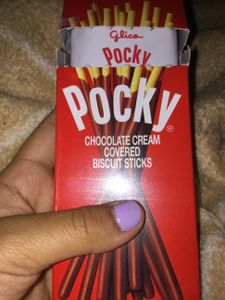 Glico
Pocky
POCKY®
CHOCOLATE CREAM
COVERED
BISCUIT STICKS